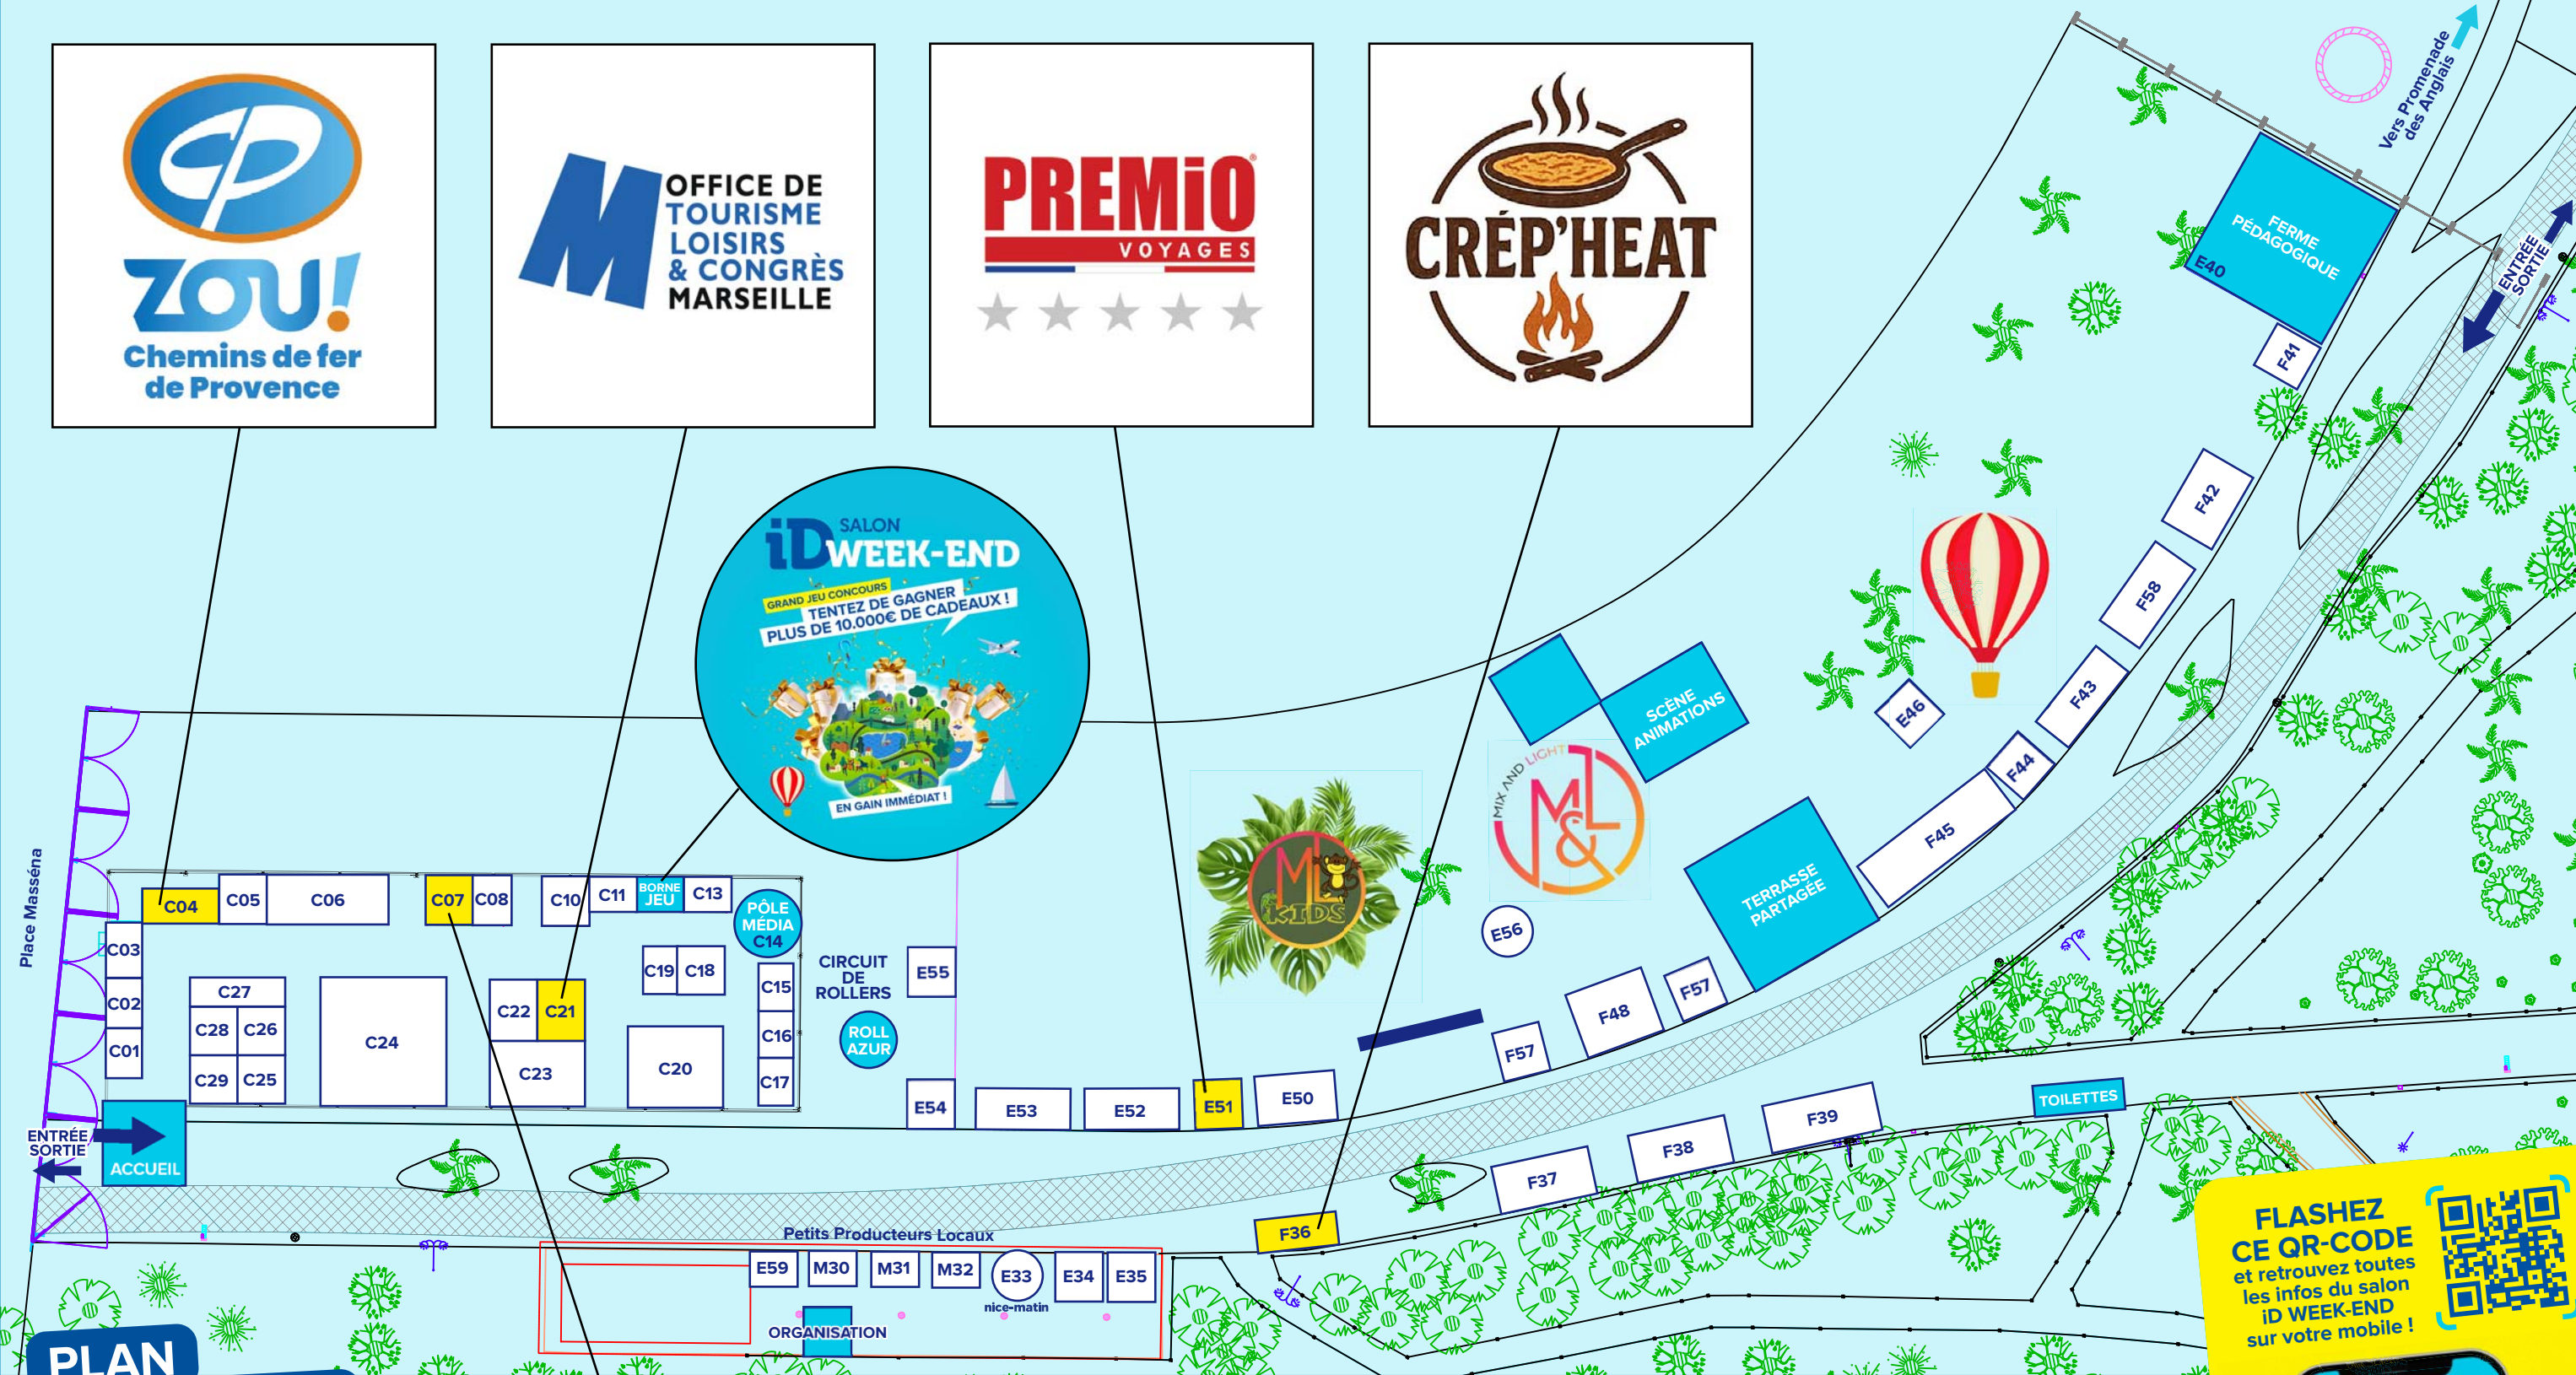 CP
ZOU!
Chemins de fer
de Provence
M
OFFICE DE
TOURISME
LOISIRS
& CONGRÈS
MARSEILLE
PREMiO®
VOYAGES
CRÉP'HEAT
Vers Promenade
des Anglais
FERME
PÉDAGOGIQUE
E40
ENTRÉE
SORTIE
F41
F42
F58
F43
F44
F45
E46
SALON
iD WEEK-END
GRAND JEU CONCOURS
TENTEZ DE GAGNER
PLUS DE 10.000€ DE CADEAUX !
EN GAIN IMMÉDIAT !
SCÈNE
ANIMATIONS
MIX AND LIGHT
M&L
ML
KIDS
TERRASSE
PARTAGÉE
E56
F57
F48
F57
Place Masséna
C04
C05
C06
C07
C08
C10
C11
BORNE
JEU
C13
PÔLE
MÉDIA
C14
C03
C02
C01
C27
C28
C26
C29
C25
C24
C22
C21
C23
C19
C18
C20
C15
C16
C17
CIRCUIT
DE
ROLLERS
ROLL
AZUR
E55
E54
E53
E52
E51
E50
ENTRÉE
SORTIE
ACCUEIL
F36
F37
F38
F39
TOILETTES
Petits Producteurs Locaux
E59
M30
M31
M32
E33
nice-matin
E34
E35
ORGANISATION
PLAN
FLASHEZ
CE QR-CODE
et retrouvez toutes
les infos du salon
iD WEEK-END
sur votre mobile !